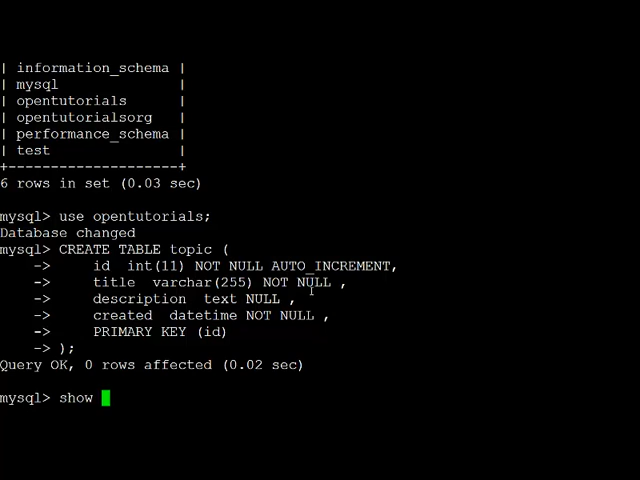 | information_schema |
| mysql              |
| opentutorials      |
| opentutorialsorg   |
| performance_schema |
| test               |
+--------------------+
6 rows in set (0.03 sec)
mysql> use opentutorials;
Database changed
mysql> CREATE TABLE topic (
    ->     id  int(11) NOT NULL AUTO_INCREMENT,
    ->     title  varchar(255) NOT NULL ,
    ->     description  text NULL ,
    ->     created  datetime NOT NULL ,
    ->     PRIMARY KEY (id)
    -> );
Query OK, 0 rows affected (0.02 sec)
mysql> show